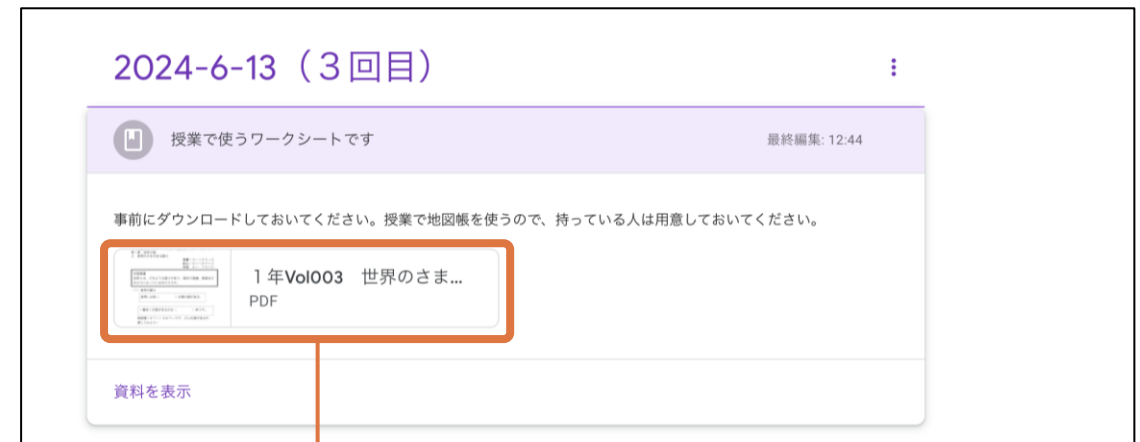 2024-6-13（３回目）
授業で使うワークシートです
最終編集: 12:44
事前にダウンロードしておいてください。授業で地図帳を使うので、持っている人は用意しておいてください。
１年Vol003　世界のさま...
PDF
資料を表示